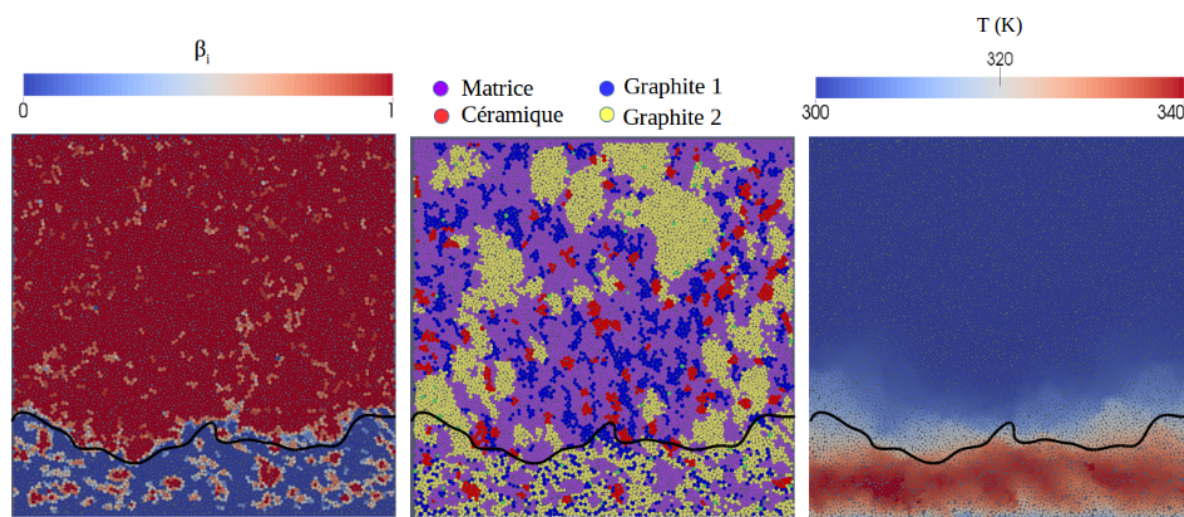 βi
0
1
Matrice
Graphite 1
Céramique
Graphite 2
T (K)
320
300
340